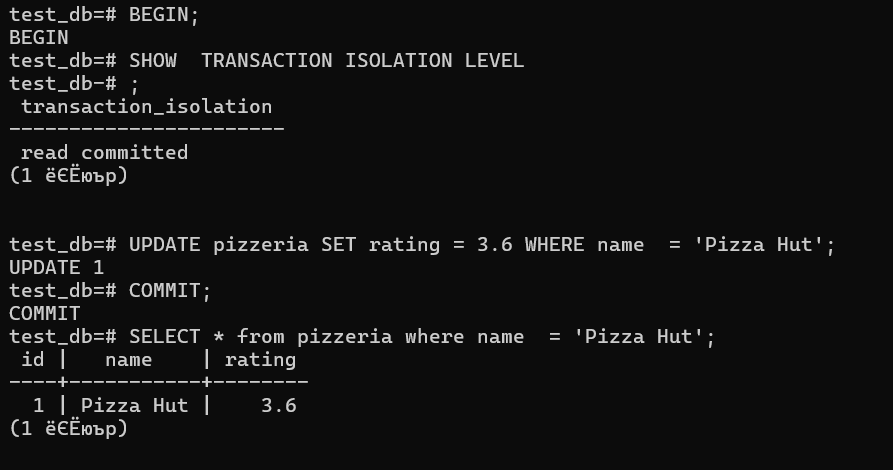 test_db=# BEGIN;
BEGIN
test_db=# SHOW  TRANSACTION ISOLATION LEVEL
test_db-# ;
 transaction_isolation
-----------------------
 read committed
(1 ёЄЁюър)

test_db=# UPDATE pizzeria SET rating = 3.6 WHERE name  = 'Pizza Hut';
UPDATE 1
test_db=# COMMIT;
COMMIT
test_db=# SELECT * from pizzeria where name  = 'Pizza Hut';
 id |   name    | rating
----+-----------+--------
  1 | Pizza Hut |    3.6
(1 ёЄЁюър)